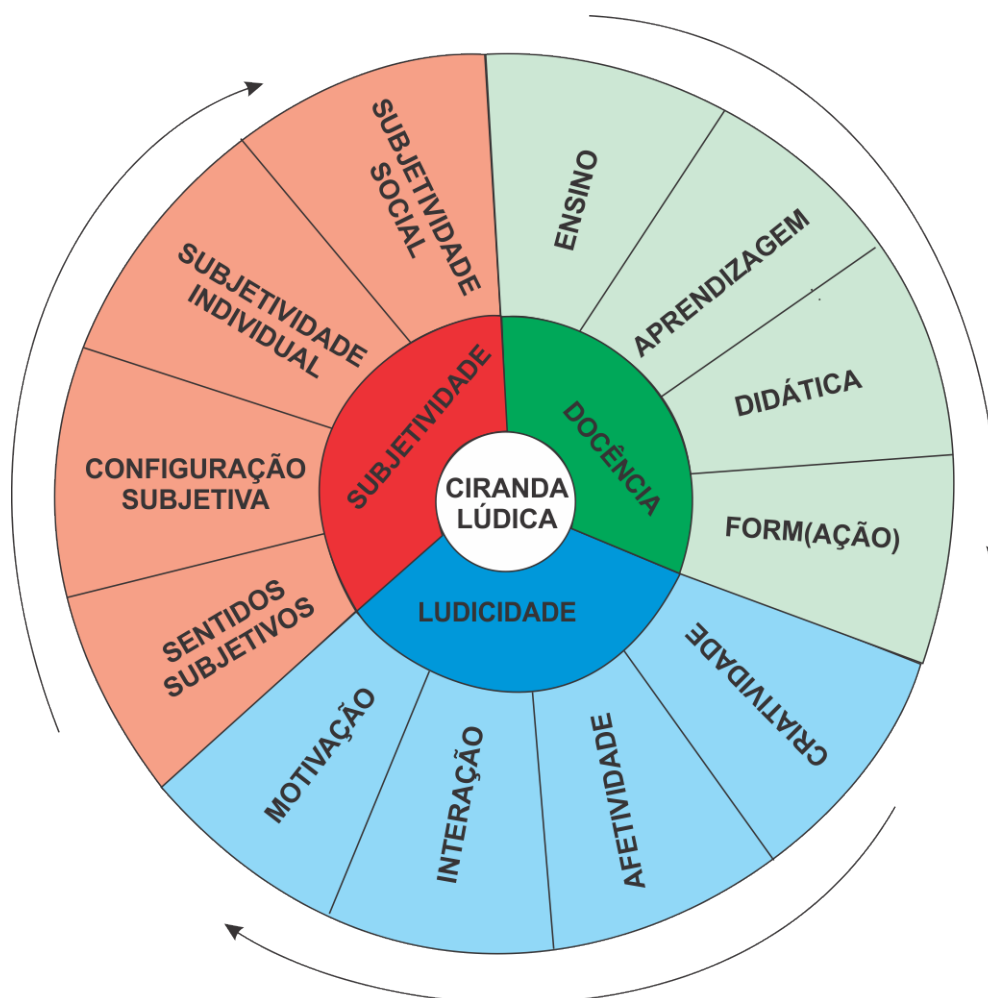 CIRANDA
LÚDICA
SUBJETIVIDADE
DOCÊNCIA
LUDICIDADE
ENSINO
APRENDIZAGEM
DIDÁTICA
FORM(AÇÃO)
CRIATIVIDADE
AFETIVIDADE
INTERAÇÃO
MOTIVAÇÃO
SENTIDOS
SUBJETIVOS
CONFIGURAÇÃO
SUBJETIVA
SUBJETIVIDADE
INDIVIDUAL
SUBJETIVIDADE
SOCIAL